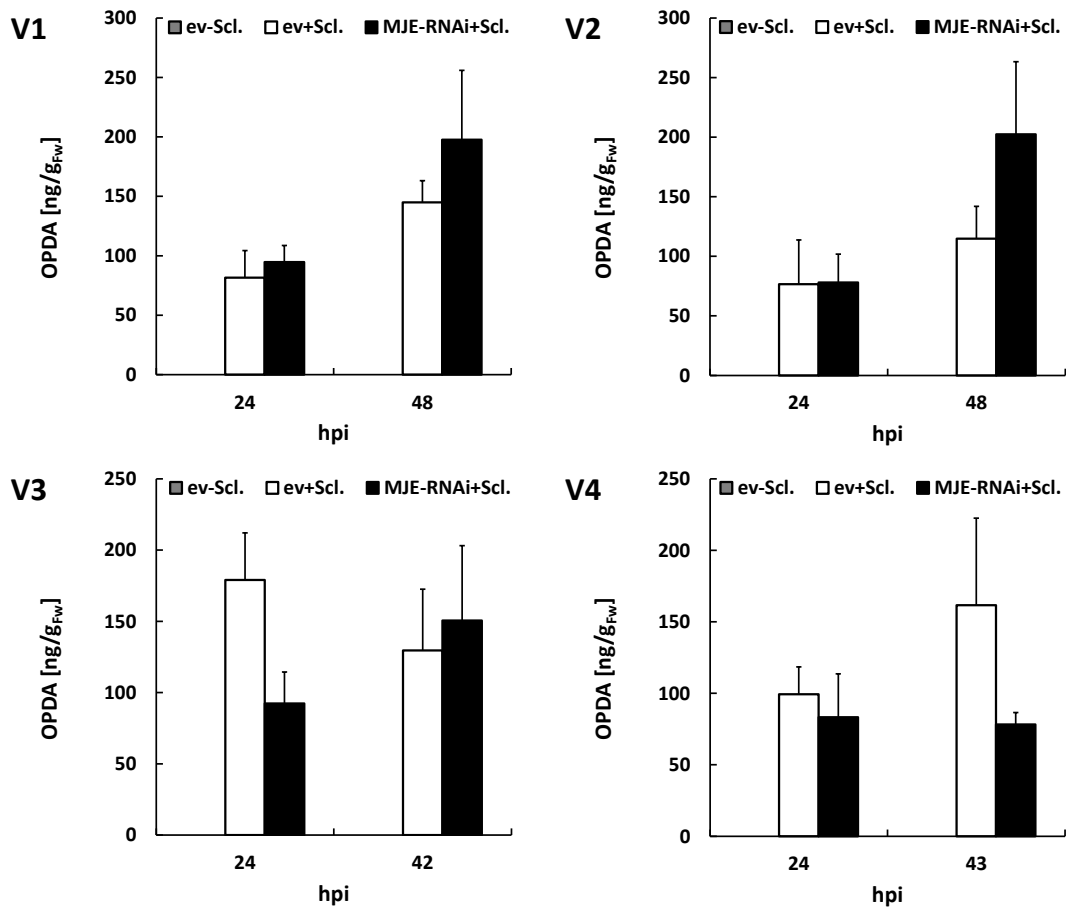 V1
ev-Scl. ev+Scl. MJE-RNAi+Scl.
OPDA [ng/gFw]
300
250
200
150
100
50
0
24 48
hpi
V2
ev-Scl. ev+Scl. MJE-RNAi+Scl.
OPDA [ng/gFw]
300
250
200
150
100
50
0
24 48
hpi
V3
ev-Scl. ev+Scl. MJE-RNAi+Scl.
OPDA [ng/gFw]
250
200
150
100
50
0
24 42
hpi
V4
ev-Scl. ev+Scl. MJE-RNAi+Scl.
OPDA [ng/gFw]
250
200
150
100
50
0
24 43
hpi